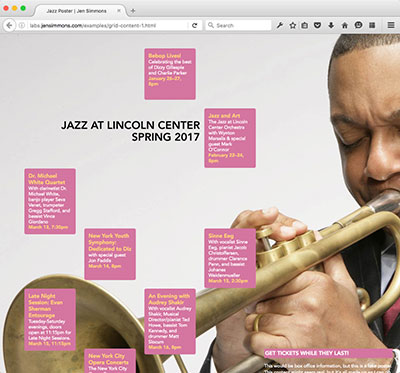 Jazz Poster | Jen Simmons
labs.jensimmons.com/examples/grid-content-1.html
Search
Bebop Lives!
Celebrating the best
of Dizzy Gillespie
and Charlie Parker
January 26-27,
8pm
JAZZ AT LINCOLN CENTER
SPRING 2017
Jazz and Art
The Jazz at Lincoln
Center Orchestra
with Wynton
Marsalis & special
guest Mark
O'Connor
February 23-24,
8pm
Dr. Michael
White Quartet
With clarinetist Dr.
Michael White,
banjo player Seva
Venet, trumpeter
Gregg Stafford, and
bassist Vince
Giordano
March 15, 7:30pm
New York Youth
Symphony:
Dedicated to Diz
with special guest
Jon Faddis
March 14, 8pm
Sinne Eeg
With vocalist Sinne
Eeg, pianist Jacob
Christoffersen,
drummer Clarence
Penn, and bassist
Johannes
Weidenmueller
March 15, 3:30pm
Late Night
Session: Evan
Sherman
Entourage
Tuesday-Saturday
evenings, doors
open at 11:15pm for
Late Night Sessions.
March 15, 11:15pm
An Evening with
Audrey Shakir
With vocalist Audrey
Shakir, Musical
Director/pianist Ted
Howe, bassist Tom
Kennedy, and
drummer Matt
Slocum
March 16, 8pm
New York City
Opera Concerts
The New York City
GET TICKETS WHILE THEY LAST!
This would be box office information, but this is a fake poster.